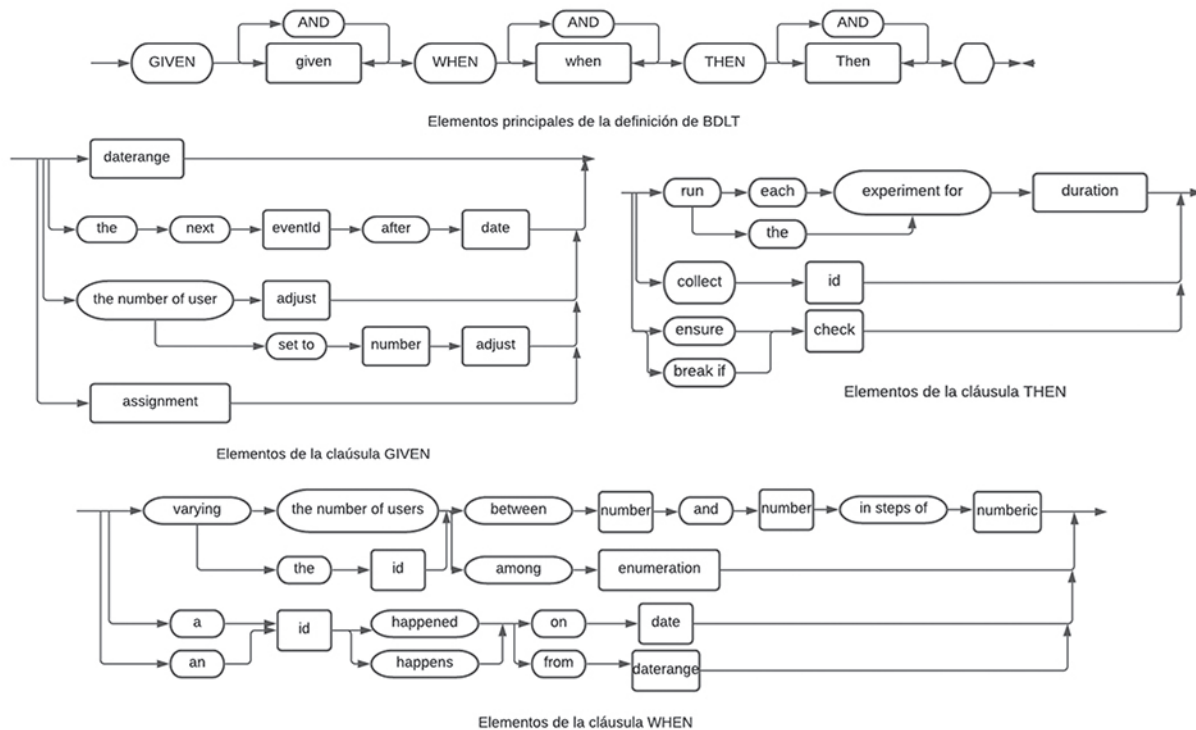 AND AND AND
GIVEN given WHEN when THEN Then
Elementos principales de la definición de BDLT
daterange
the next eventId after date
the number of user adjust
set to number adjust
assignment
Elementos de la claúsula GIVEN
run each experiment for duration
the
collect id
ensure check
break if
Elementos de la cláusula THEN
varying the number of users between number and number in steps of numberic
the id among enumeration
a id happened on date
an happens from daterange
Elementos de la cláusula WHEN